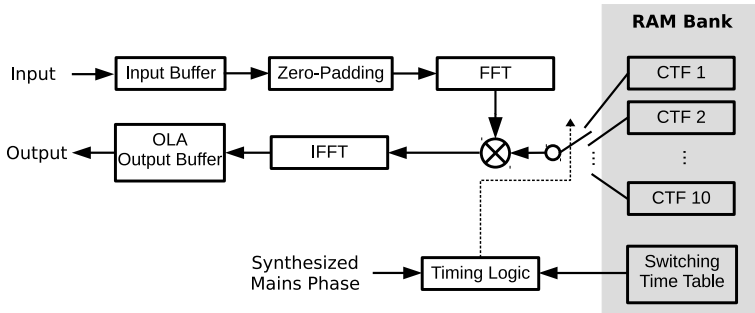 RAM Bank
Input
Input Buffer
Zero-Padding
FFT
CTF 1
CTF 2
⋮
CTF 10
Output
OLA
Output Buffer
IFFT
Synthesized
Mains Phase
Timing Logic
Switching
Time Table